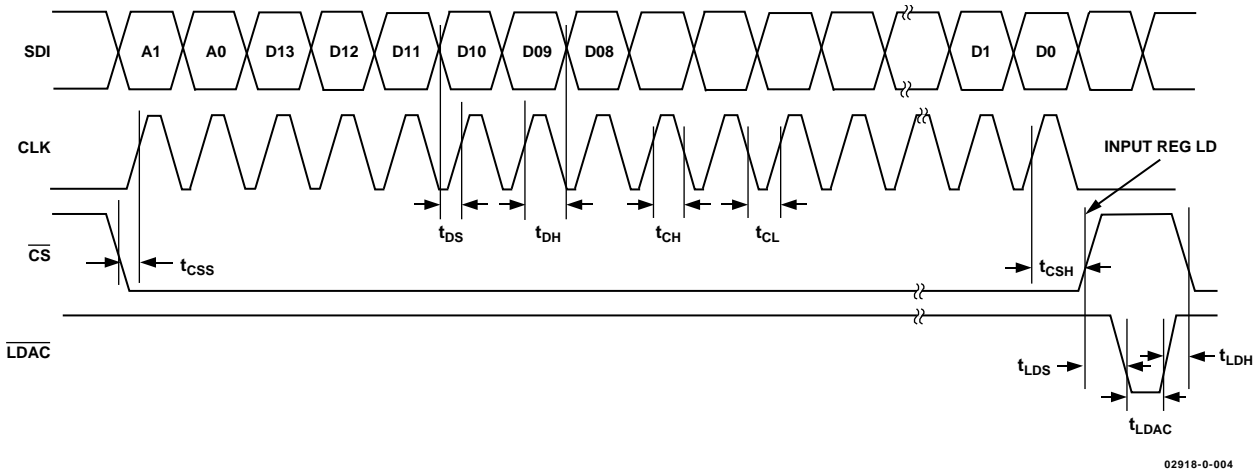 SDI A1 A0 D13 D12 D11 D10 D09 D08 D1 D0
CLK
INPUT REG LD
tDS tDH tCH tCL
CS
tCSS tCSH
LDAC
tLDS tLDH
tLDAC
02918-0-004